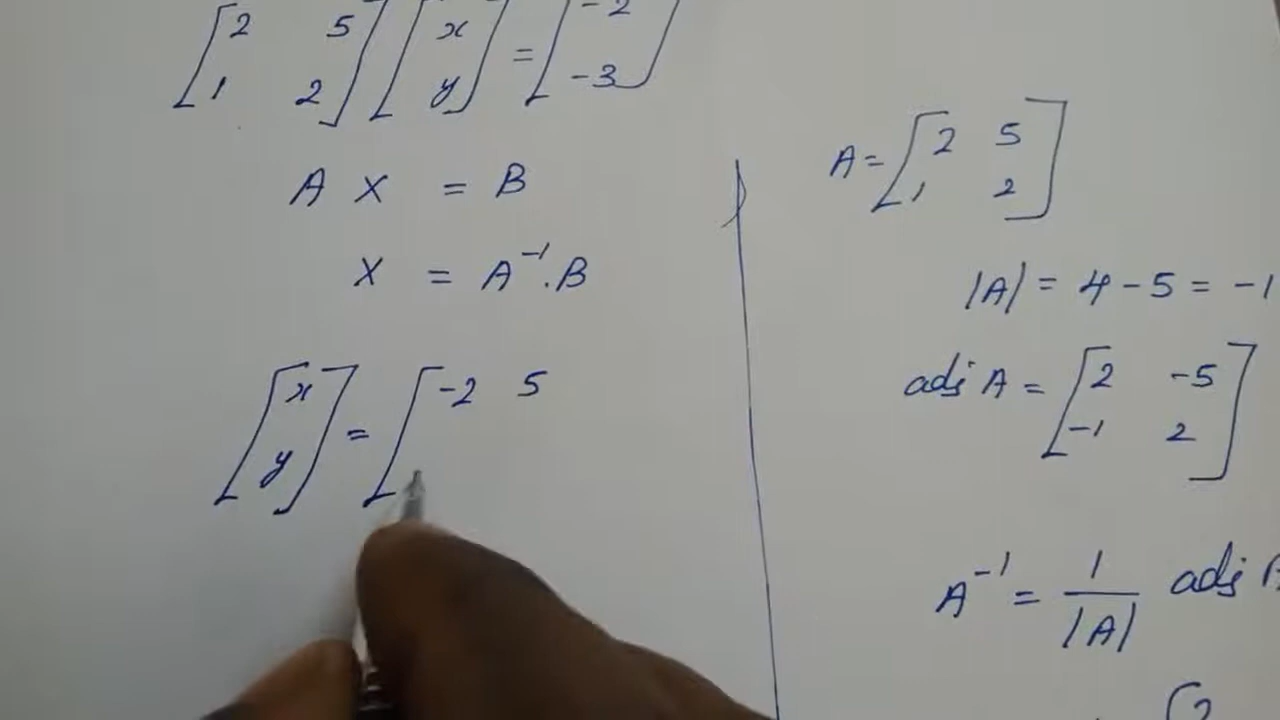 [2 5] [x] = [-2]
[1 2] [y] [-3]
A X = B
X = A⁻¹.B
[x] = [-2 5
[y]
A = [2 5]
[1 2]
|A| = 4 - 5 = -1
adj A = [2 -5]
[-1 2]
A⁻¹ = 1/|A| adj A
[2